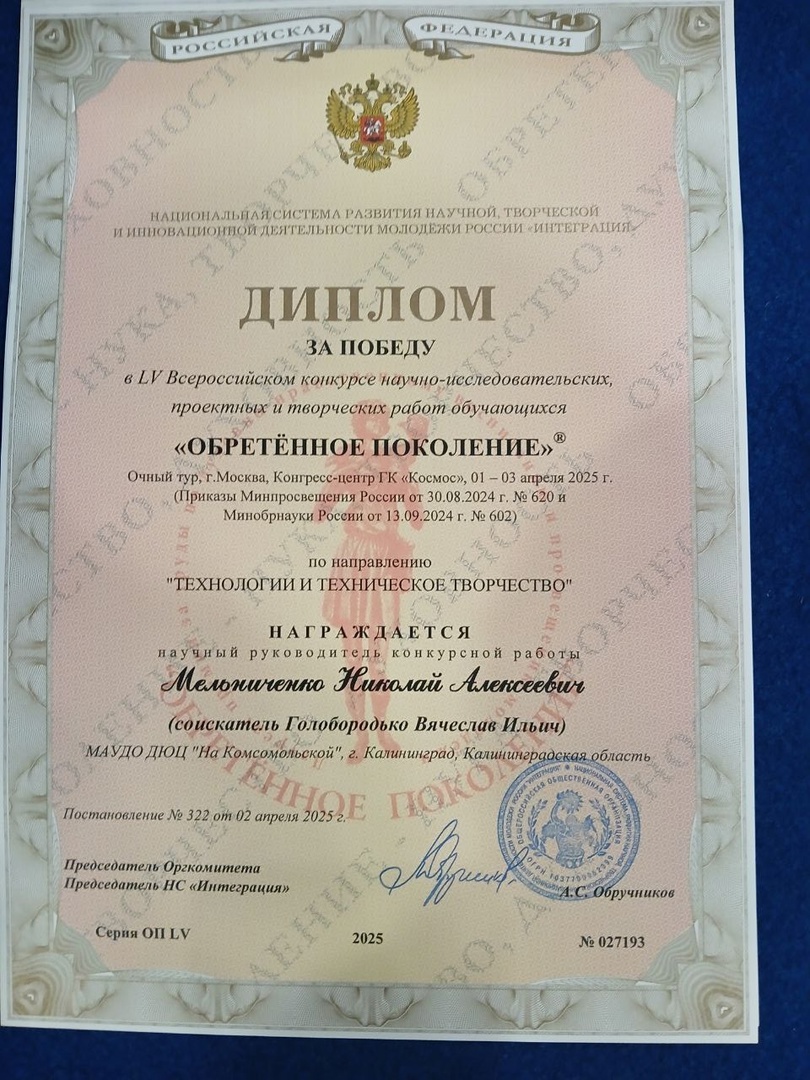 РОССИЙСКАЯ ФЕДЕРАЦИЯ
НАЦИОНАЛЬНАЯ СИСТЕМА РАЗВИТИЯ НАУЧНОЙ, ТВОРЧЕСКОЙ
И ИННОВАЦИОННОЙ ДЕЯТЕЛЬНОСТИ МОЛОДЁЖИ РОССИИ «ИНТЕГРАЦИЯ»
ДИПЛОМ
ЗА ПОБЕДУ
в LV Всероссийском конкурсе научно-исследовательских,
проектных и творческих работ обучающихся
«ОБРЕТЁННОЕ ПОКОЛЕНИЕ»®
Очный тур, г.Москва, Конгресс-центр ГК «Космос», 01 – 03 апреля 2025 г.
(Приказы Минпросвещения России от 30.08.2024 г. № 620 и
Минобрнауки России от 13.09.2024 г. № 602)
по направлению
"ТЕХНОЛОГИИ И ТЕХНИЧЕСКОЕ ТВОРЧЕСТВО"
НАГРАЖДАЕТСЯ
научный руководитель конкурсной работы
Мельниченко Николай Алексеевич
(соискатель Голобородько Вячеслав Ильич)
МАУДО ДЮЦ "На Комсомольской", г. Калининград, Калининградская область
ОБРЕТЁННОЕ ПОКОЛЕНИЕ
Постановление № 322 от 02 апреля 2025 г.
Председатель Оргкомитета
Председатель НС «Интеграция»
А.С. Обручников
Серия ОП LV
2025
№ 027193